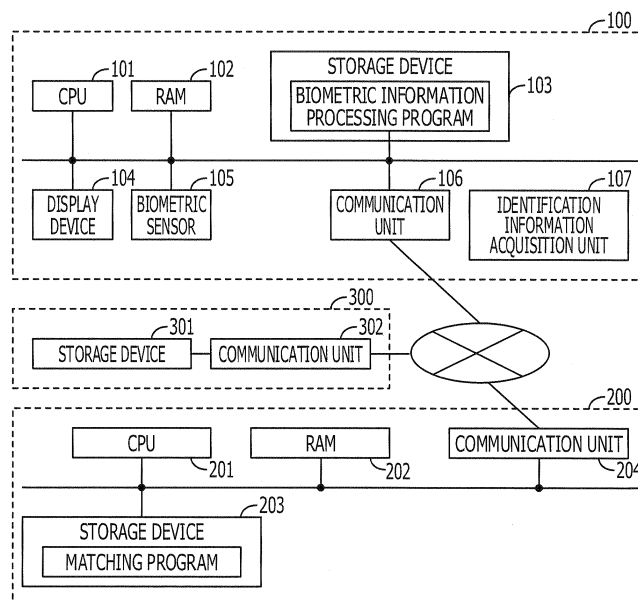 100
101
102
CPU
RAM
STORAGE DEVICE
BIOMETRIC INFORMATION
PROCESSING PROGRAM
103
104
105
106
107
DISPLAY
DEVICE
BIOMETRIC
SENSOR
COMMUNICATION
UNIT
IDENTIFICATION
INFORMATION
ACQUISITION UNIT
300
301
302
STORAGE DEVICE
COMMUNICATION UNIT
200
CPU
RAM
COMMUNICATION UNIT
201
202
204
203
STORAGE DEVICE
MATCHING PROGRAM